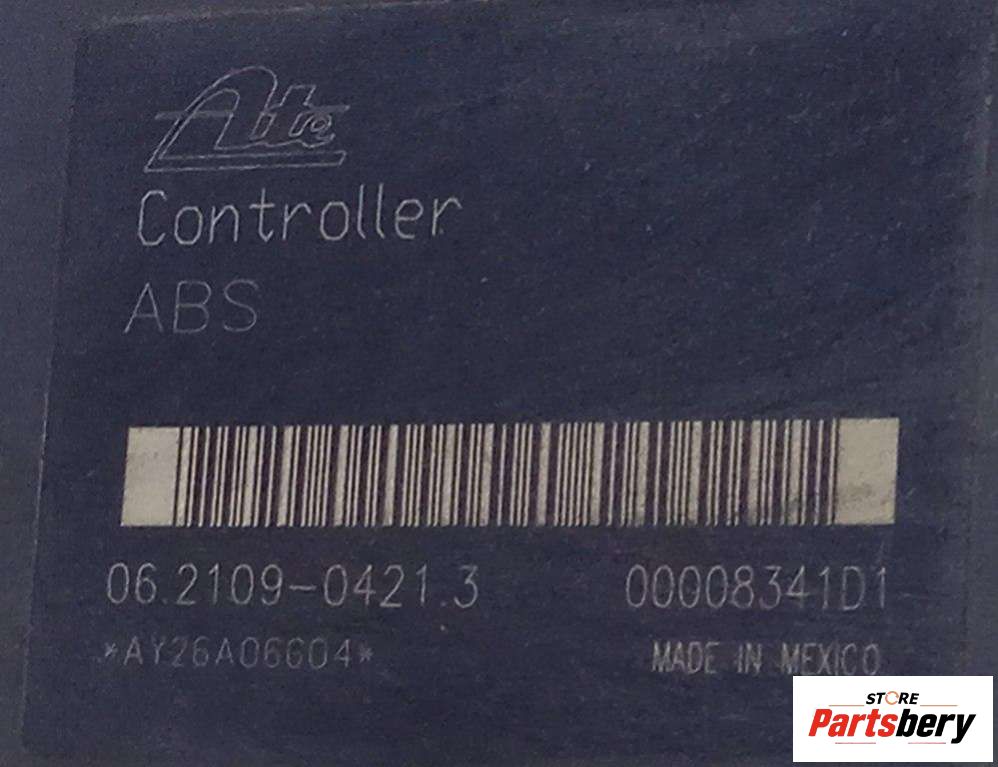 Ate
Controller
ABS
06.2109-0421.3 00008341D1
*AY26A06604*
MADE IN MEXICO
STORE
Partsbery